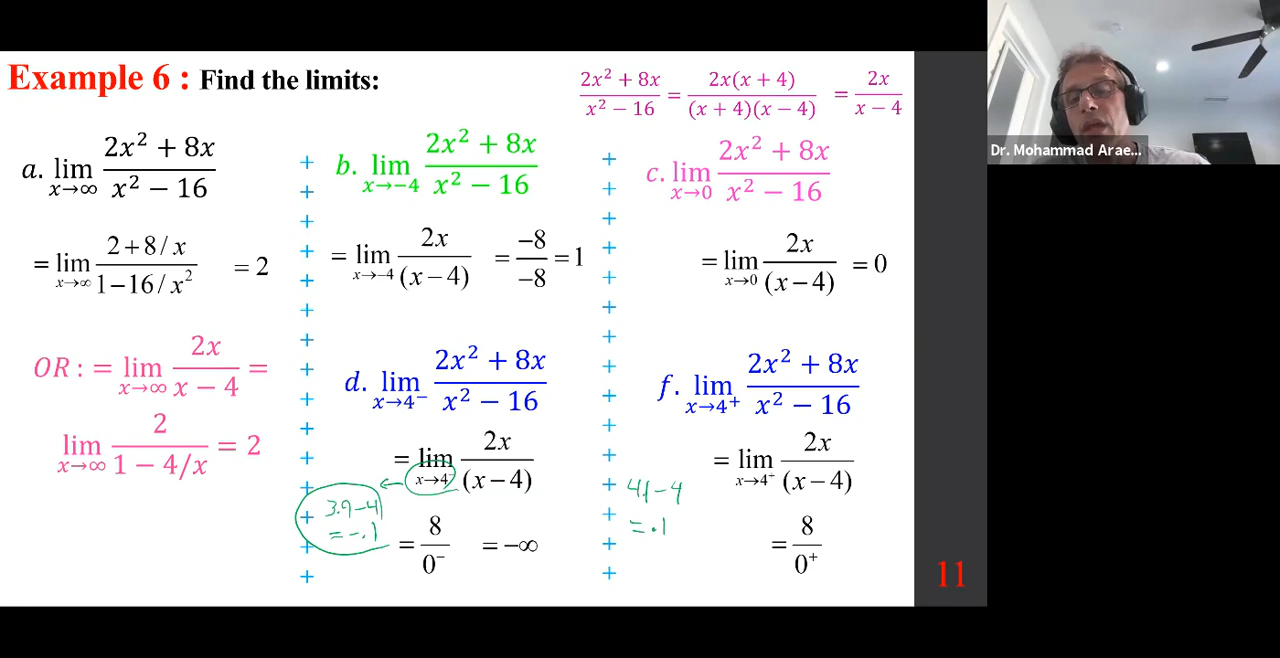 Example 6 : Find the limits:
(2x² + 8x)/(x² − 16) = 2x(x + 4)/((x + 4)(x − 4)) = 2x/(x − 4)
a. lim x→∞ (2x² + 8x)/(x² − 16)
= lim x→∞ (2+8/x)/(1−16/x²) = 2
OR : = lim x→∞ 2x/(x − 4) =
lim x→∞ 2/(1 − 4/x) = 2
b. lim x→−4 (2x² + 8x)/(x² − 16)
= lim x→−4 2x/(x−4) = −8/−8 = 1
c. lim x→0 (2x² + 8x)/(x² − 16)
= lim x→0 2x/(x−4) = 0
d. lim x→4⁻ (2x² + 8x)/(x² − 16)
= lim x→4⁻ 2x/(x−4)
3.9−4
= −.1
= 8/0⁻ = −∞
f. lim x→4⁺ (2x² + 8x)/(x² − 16)
= lim x→4⁺ 2x/(x−4)
4.1−4
= .1
= 8/0⁺
11
Dr. Mohammad Arae...